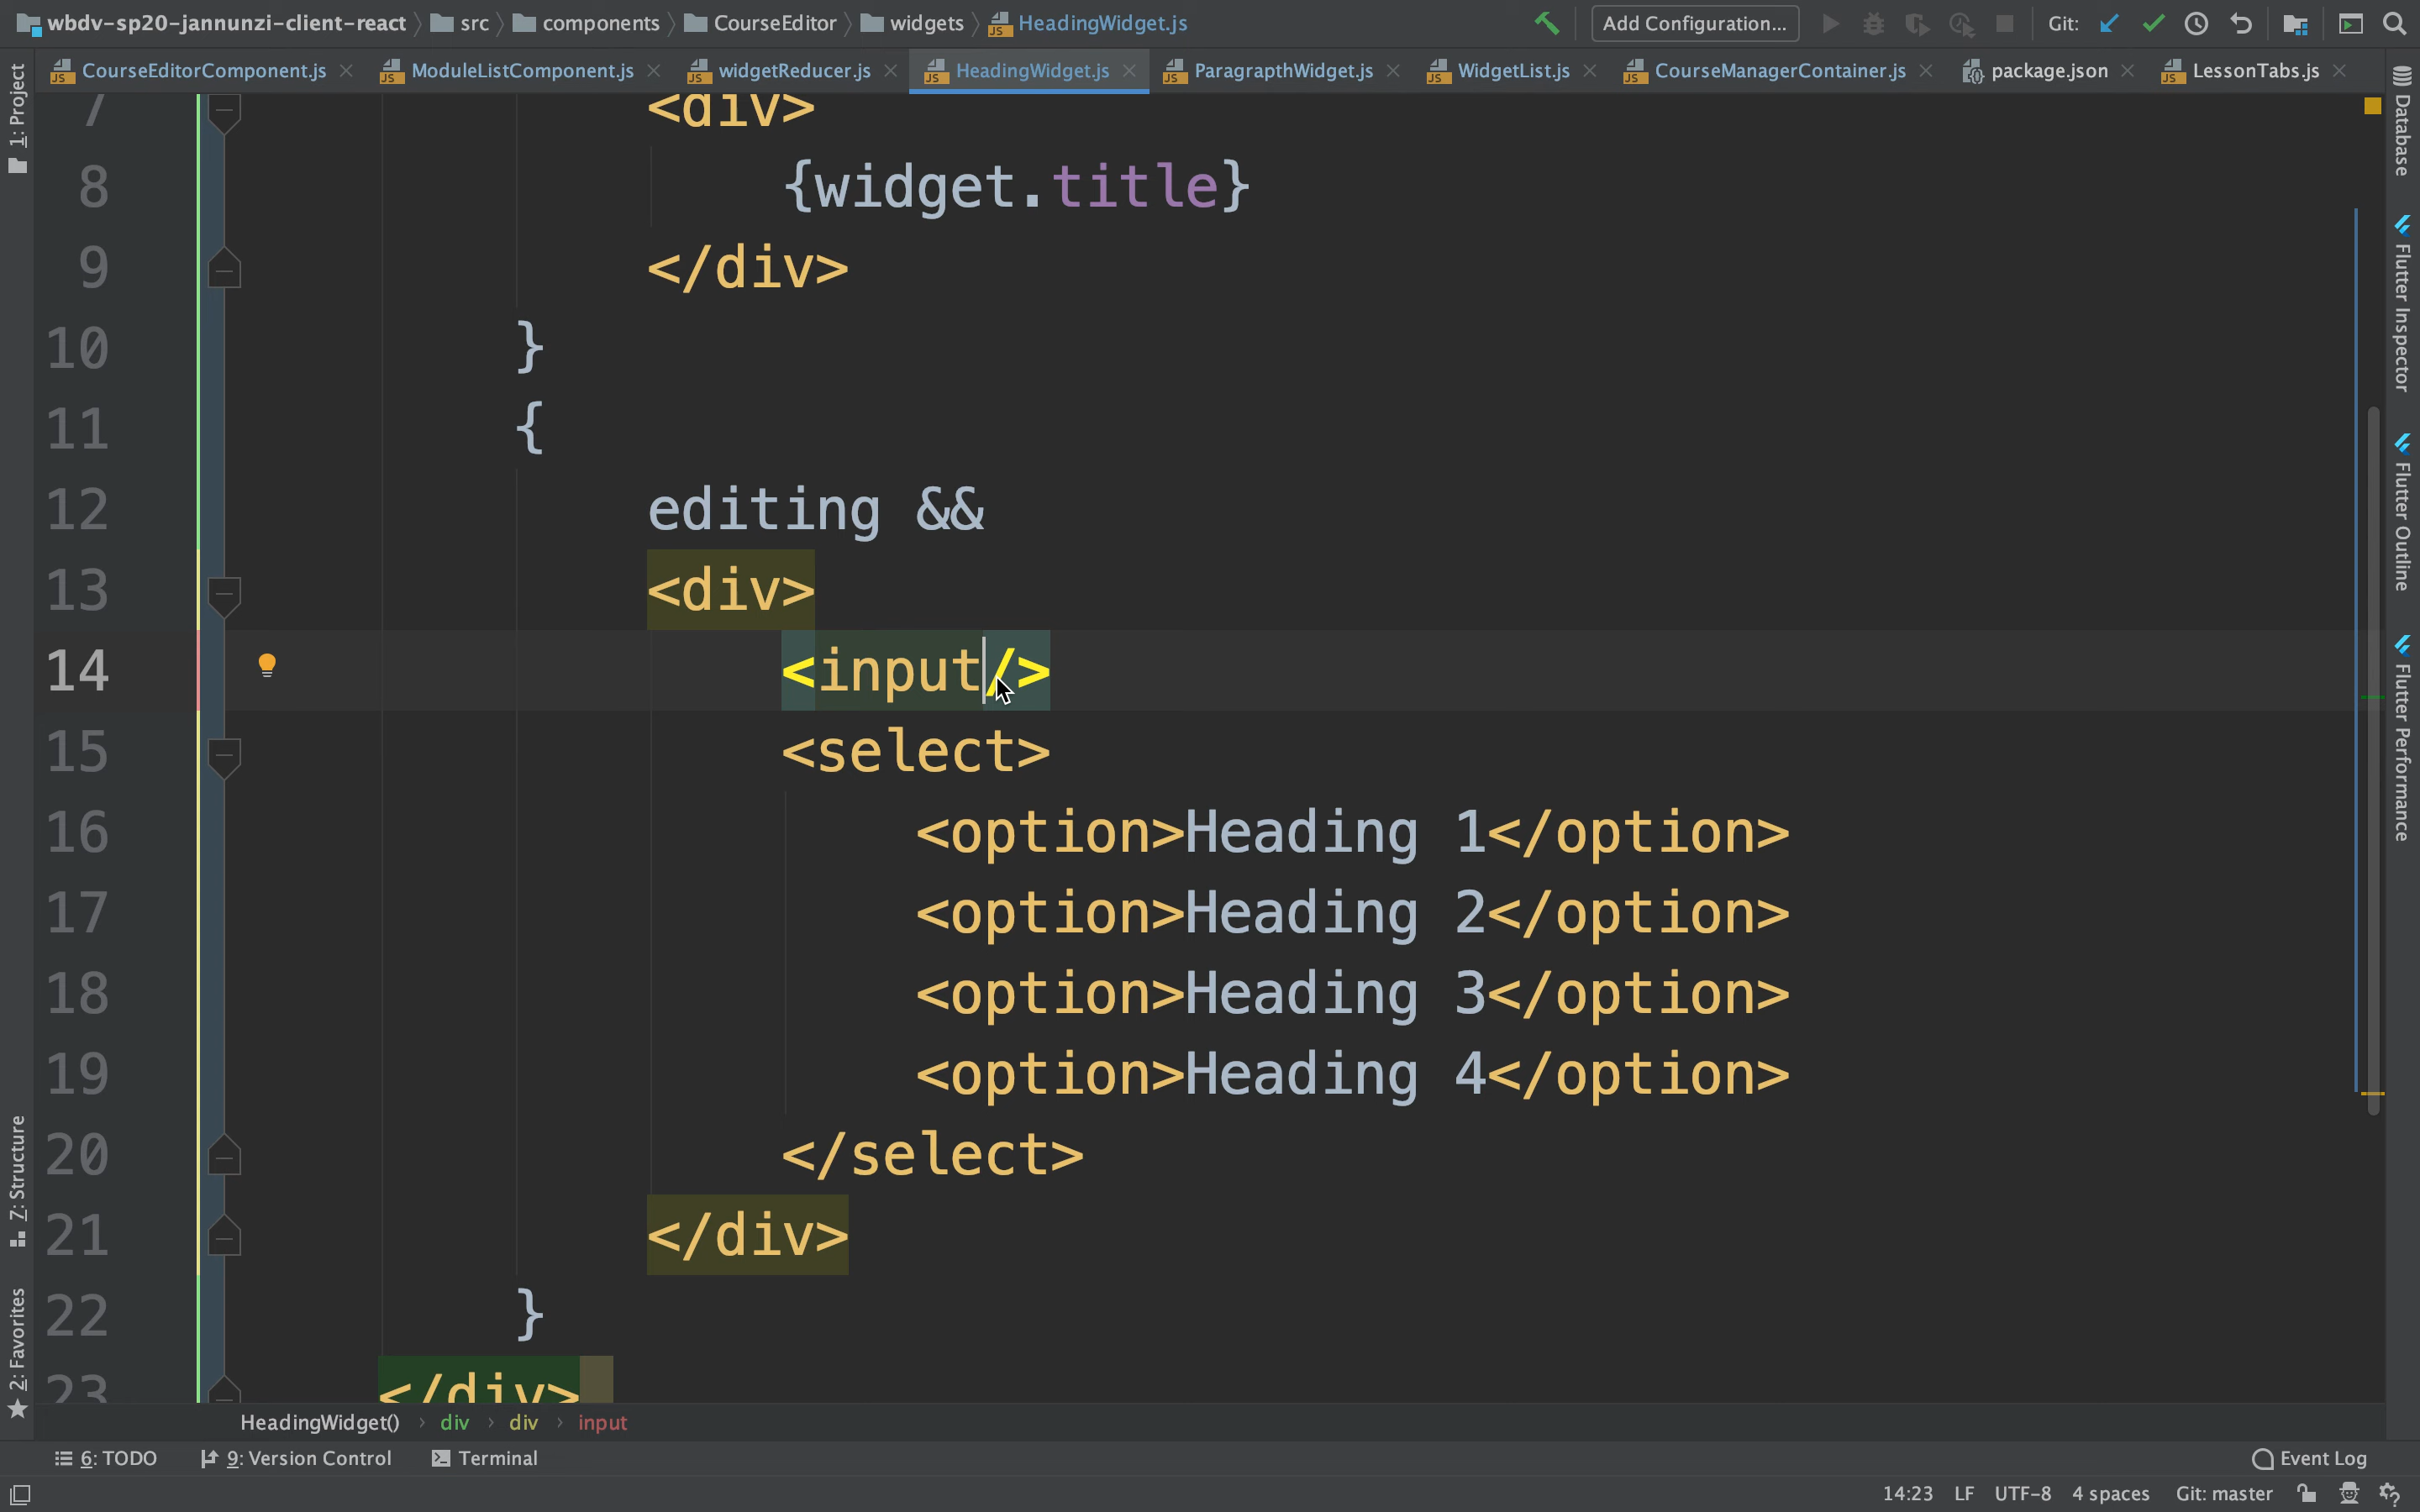 wbdv-sp20-jannunzi-client-react src components CourseEditor widgets HeadingWidget.js Add Configuration... Git:
CourseEditorComponent.js ModuleListComponent.js widgetReducer.js HeadingWidget.js ParagrapthWidget.js WidgetList.js CourseManagerContainer.js package.json LessonTabs.js
1: Project
Z: Structure
2: Favorites
7 <div>
8 {widget.title}
9 </div>
10 }
11 {
12 editing &&
13 <div>
14 <input/>
15 <select>
16 <option>Heading 1</option>
17 <option>Heading 2</option>
18 <option>Heading 3</option>
19 <option>Heading 4</option>
20 </select>
21 </div>
22 }
23 </div>
Database
Flutter Inspector
Flutter Outline
Flutter Performance
HeadingWidget() div div input
6: TODO 9: Version Control Terminal Event Log
14:23 LF UTF-8 4 spaces Git: master